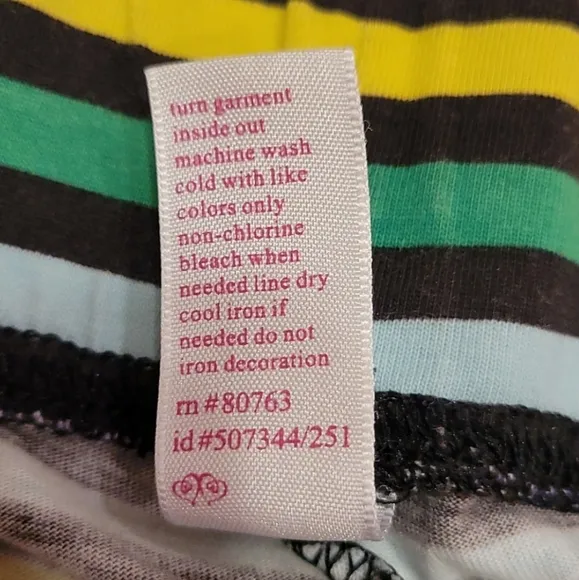 turn garment
inside out
machine wash
cold with like
colors only
non-chlorine
bleach when
needed line dry
cool iron if
needed do not
iron decoration
rn #80763
id#507344/251